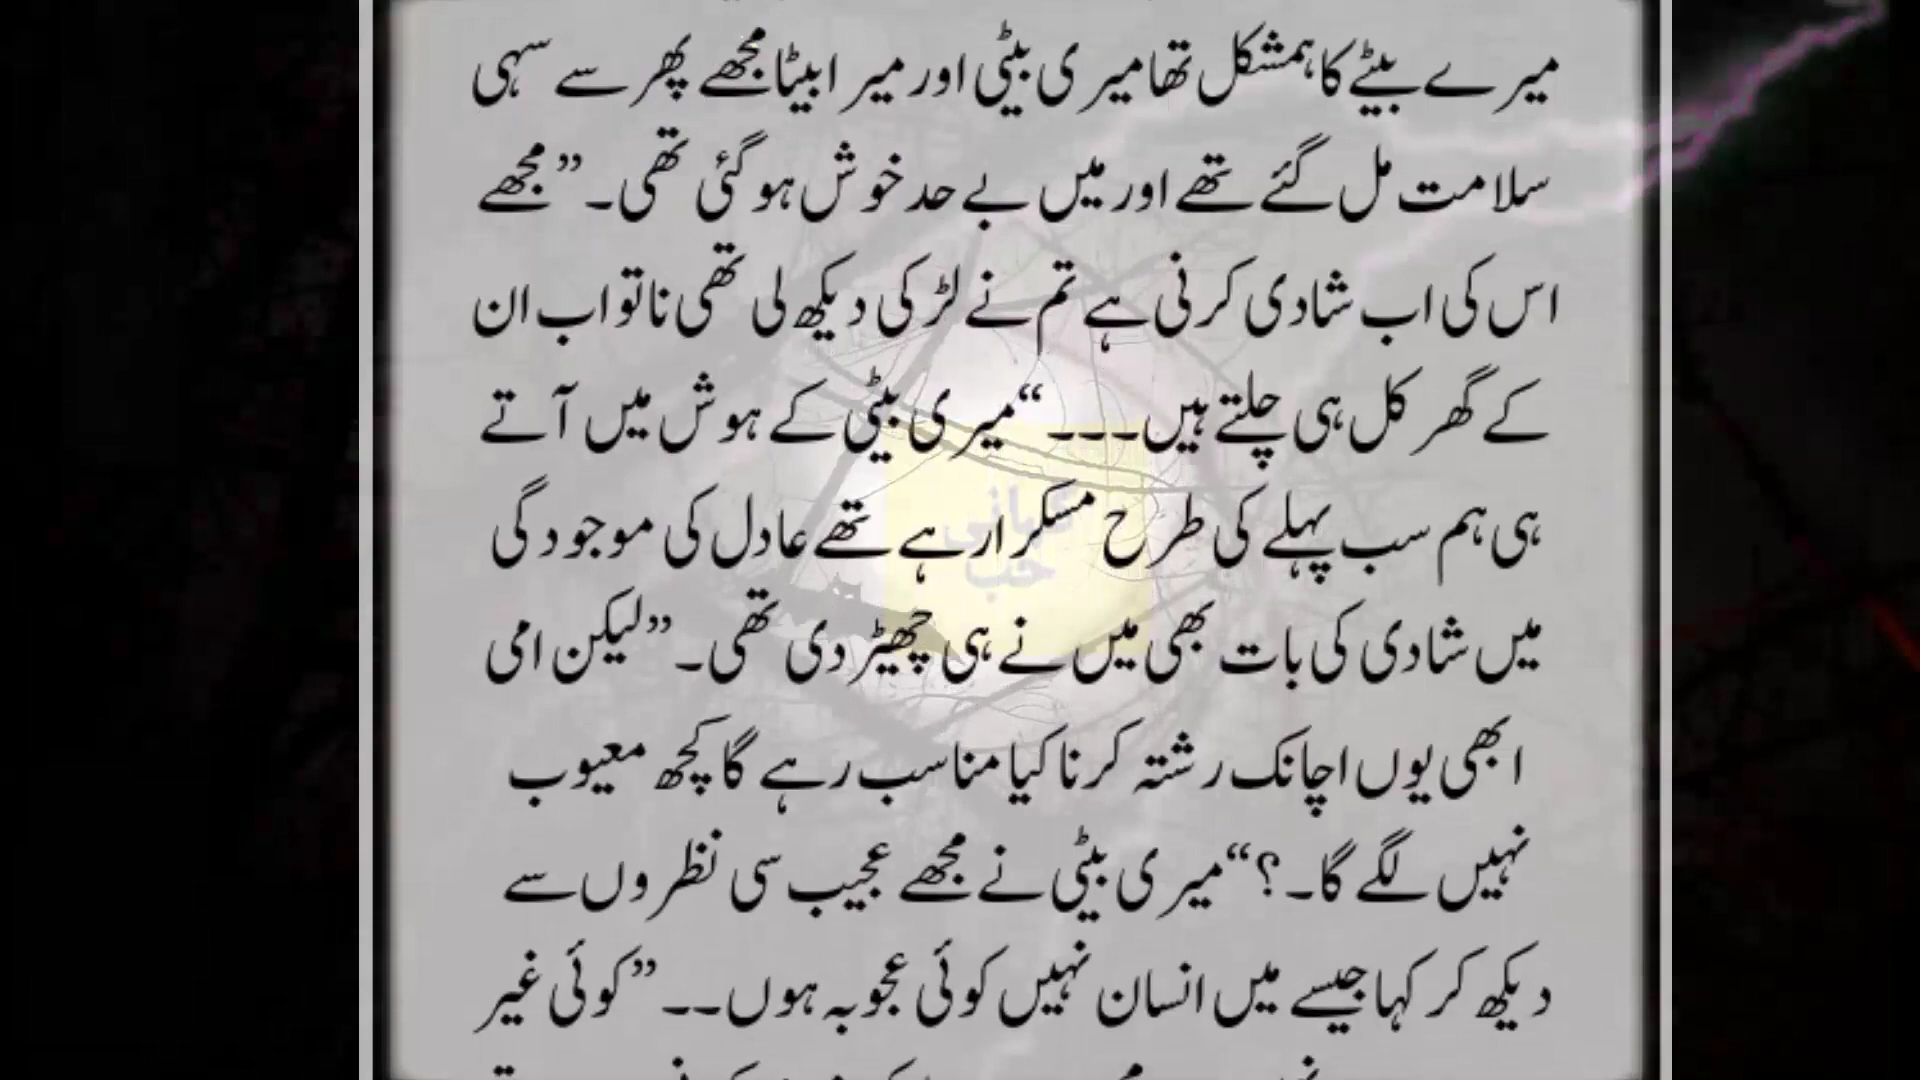 میرے بیٹے کا ہمشکل تھا میری بیٹی اور میرا بیٹا مجھے پھر سے سہی
سلامت مل گئے تھے اور میں بے حد خوش ہو گئی تھی۔ ”مجھے
اس کی اب شادی کرنی ہے تم نے لڑکی دیکھ لی تھی نا تو اب ان
کے گھر کل ہی چلتے ہیں۔۔۔“ میری بیٹی کے ہوش میں آتے
ہی ہم سب پہلے کی طرح مسکرا رہے تھے عادل کی موجودگی
میں شادی کی بات بھی میں نے ہی چھیڑ دی تھی۔ ”لیکن امی
ابھی یوں اچانک رشتہ کرنا کیا مناسب رہے گا کچھ معیوب
نہیں لگے گا۔؟“ میری بیٹی نے مجھے عجیب سی نظروں سے
دیکھ کر کہا جیسے میں انسان نہیں کوئی عجوبہ ہوں۔۔ ”کوئی غیر